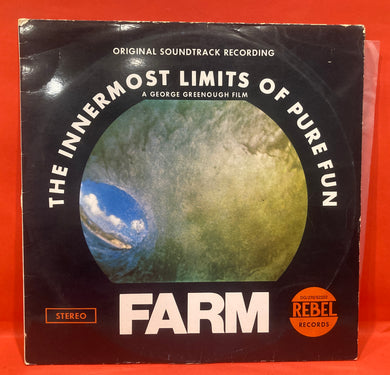 ORIGINAL SOUNDTRACK RECORDING
THE INNERMOST LIMITS OF PURE FUN
A GEORGE GREENOUGH FILM
FARM
STEREO
REBEL
RECORDS